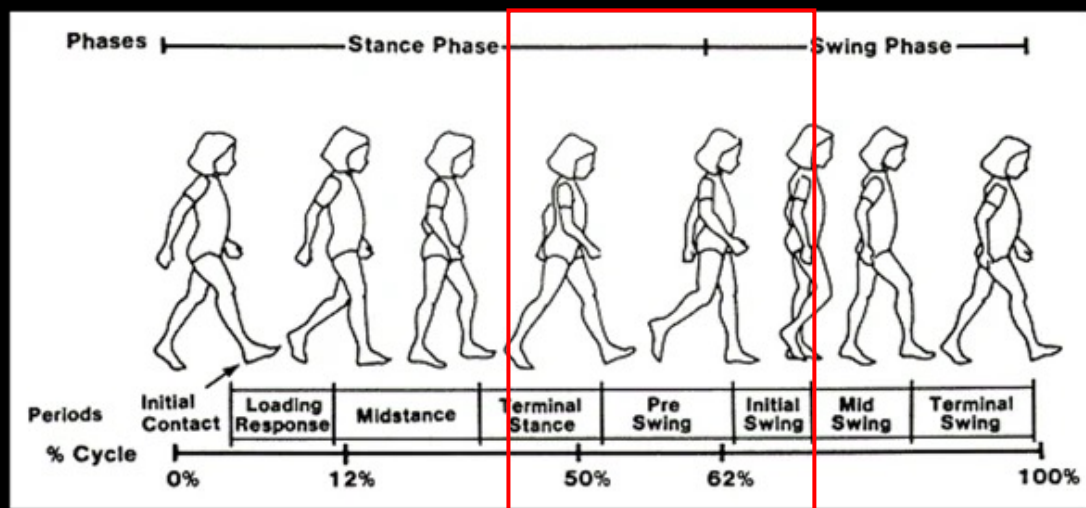 Phases Stance Phase Swing Phase
Periods Initial Contact Loading Response Midstance Terminal Stance Pre Swing Initial Swing Mid Swing Terminal Swing
% Cycle
0% 12% 50% 62% 100%